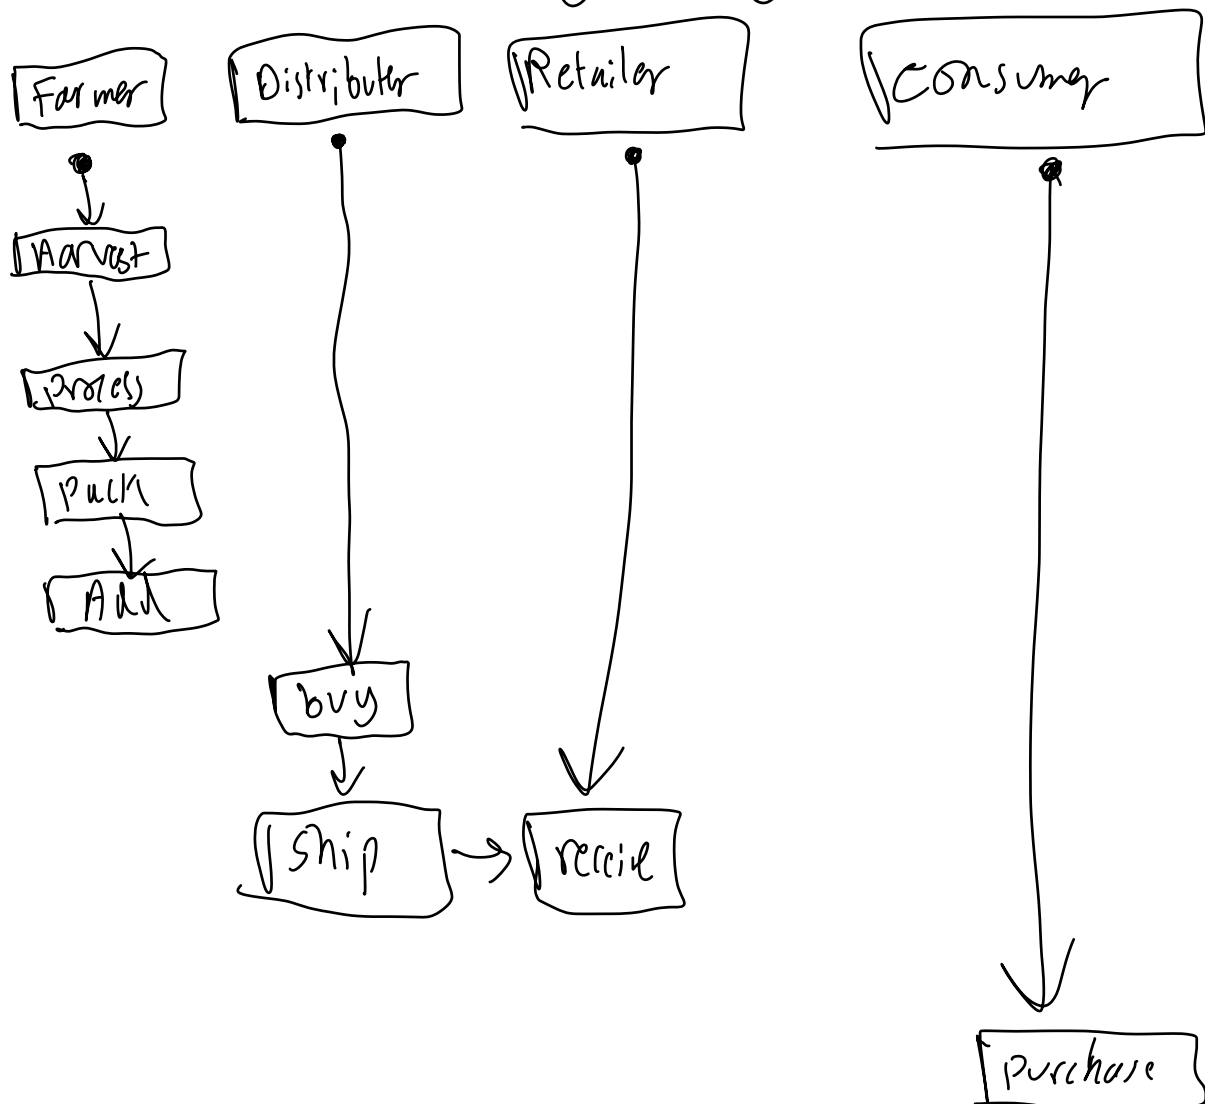 Farmer
Distributer
Retailer
Consumer
Harvest
process
pack
Add
buy
ship
receive
purchase